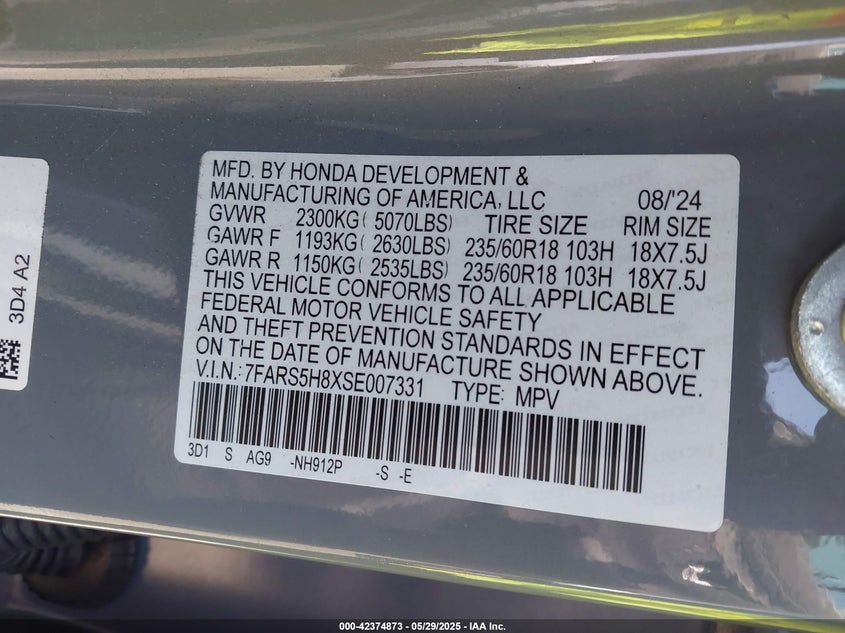 MFD. BY HONDA DEVELOPMENT &
MANUFACTURING OF AMERICA, LLC 08/'24
GVWR 2300KG ( 5070LBS) TIRE SIZE RIM SIZE
GAWR F 1193KG ( 2630LBS) 235/60R18 103H 18X7.5J
GAWR R 1150KG ( 2535LBS) 235/60R18 103H 18X7.5J
THIS VEHICLE CONFORMS TO ALL APPLICABLE
FEDERAL MOTOR VEHICLE SAFETY
AND THEFT PREVENTION STANDARDS IN EFFECT
ON THE DATE OF MANUFACTURE SHOWN ABOVE.
V.I.N.: 7FARS5H8XSE007331 TYPE: MPV
3D1 S AG9 -NH912P -S -E
3D4 A2
000-42374873 - 05/29/2025 - IAA Inc.